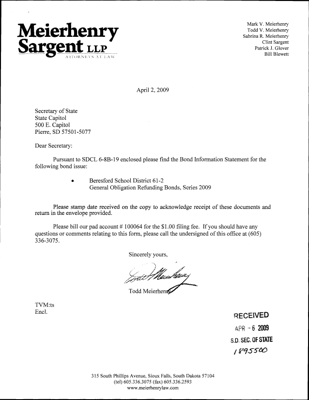 Meierhenry
Sargent LLP
ATTORNEYS AT LAW
Mark V. Meierhenry
Todd V. Meierhenry
Sabrina R. Meierhenry
Clint Sargent
Patrick J. Glover
Bill Blewett
April 2, 2009
Secretary of State
State Capitol
500 E. Capitol
Pierre, SD 57501-5077
Dear Secretary:
Pursuant to SDCL 6-8B-19 enclosed please find the Bond Information Statement for the
following bond issue:
• Beresford School District 61-2
General Obligation Refunding Bonds, Series 2009
Please stamp date received on the copy to acknowledge receipt of these documents and
return in the envelope provided.
Please bill our pad account # 100064 for the $1.00 filing fee. If you should have any
questions or comments relating to this form, please call the undersigned of this office at (605)
336-3075.
Sincerely yours,
Todd Meierhenry
TVM:ts
Encl.
RECEIVED
APR - 6 2009
S.D. SEC. OF STATE
1895500
315 South Phillips Avenue, Sioux Falls, South Dakota 57104
(tel) 605.336.3075 (fax) 605.336.2593
www.meierhenrylaw.com